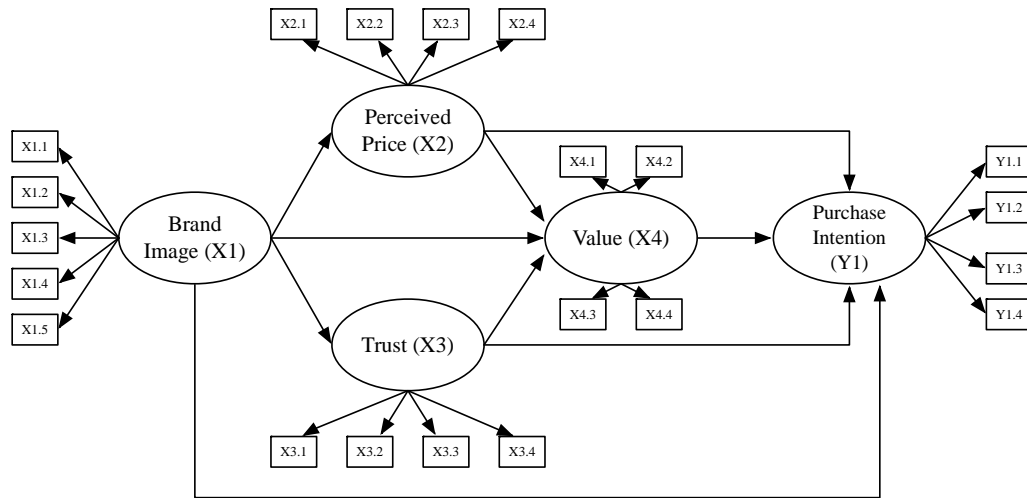 X2.1
X2.2
X2.3
X2.4
Perceived
Price (X2)
X1.1
X1.2
X1.3
X1.4
X1.5
Brand
Image (X1)
X4.1
X4.2
Value (X4)
X4.3
X4.4
Purchase
Intention
(Y1)
Y1.1
Y1.2
Y1.3
Y1.4
Trust (X3)
X3.1
X3.2
X3.3
X3.4